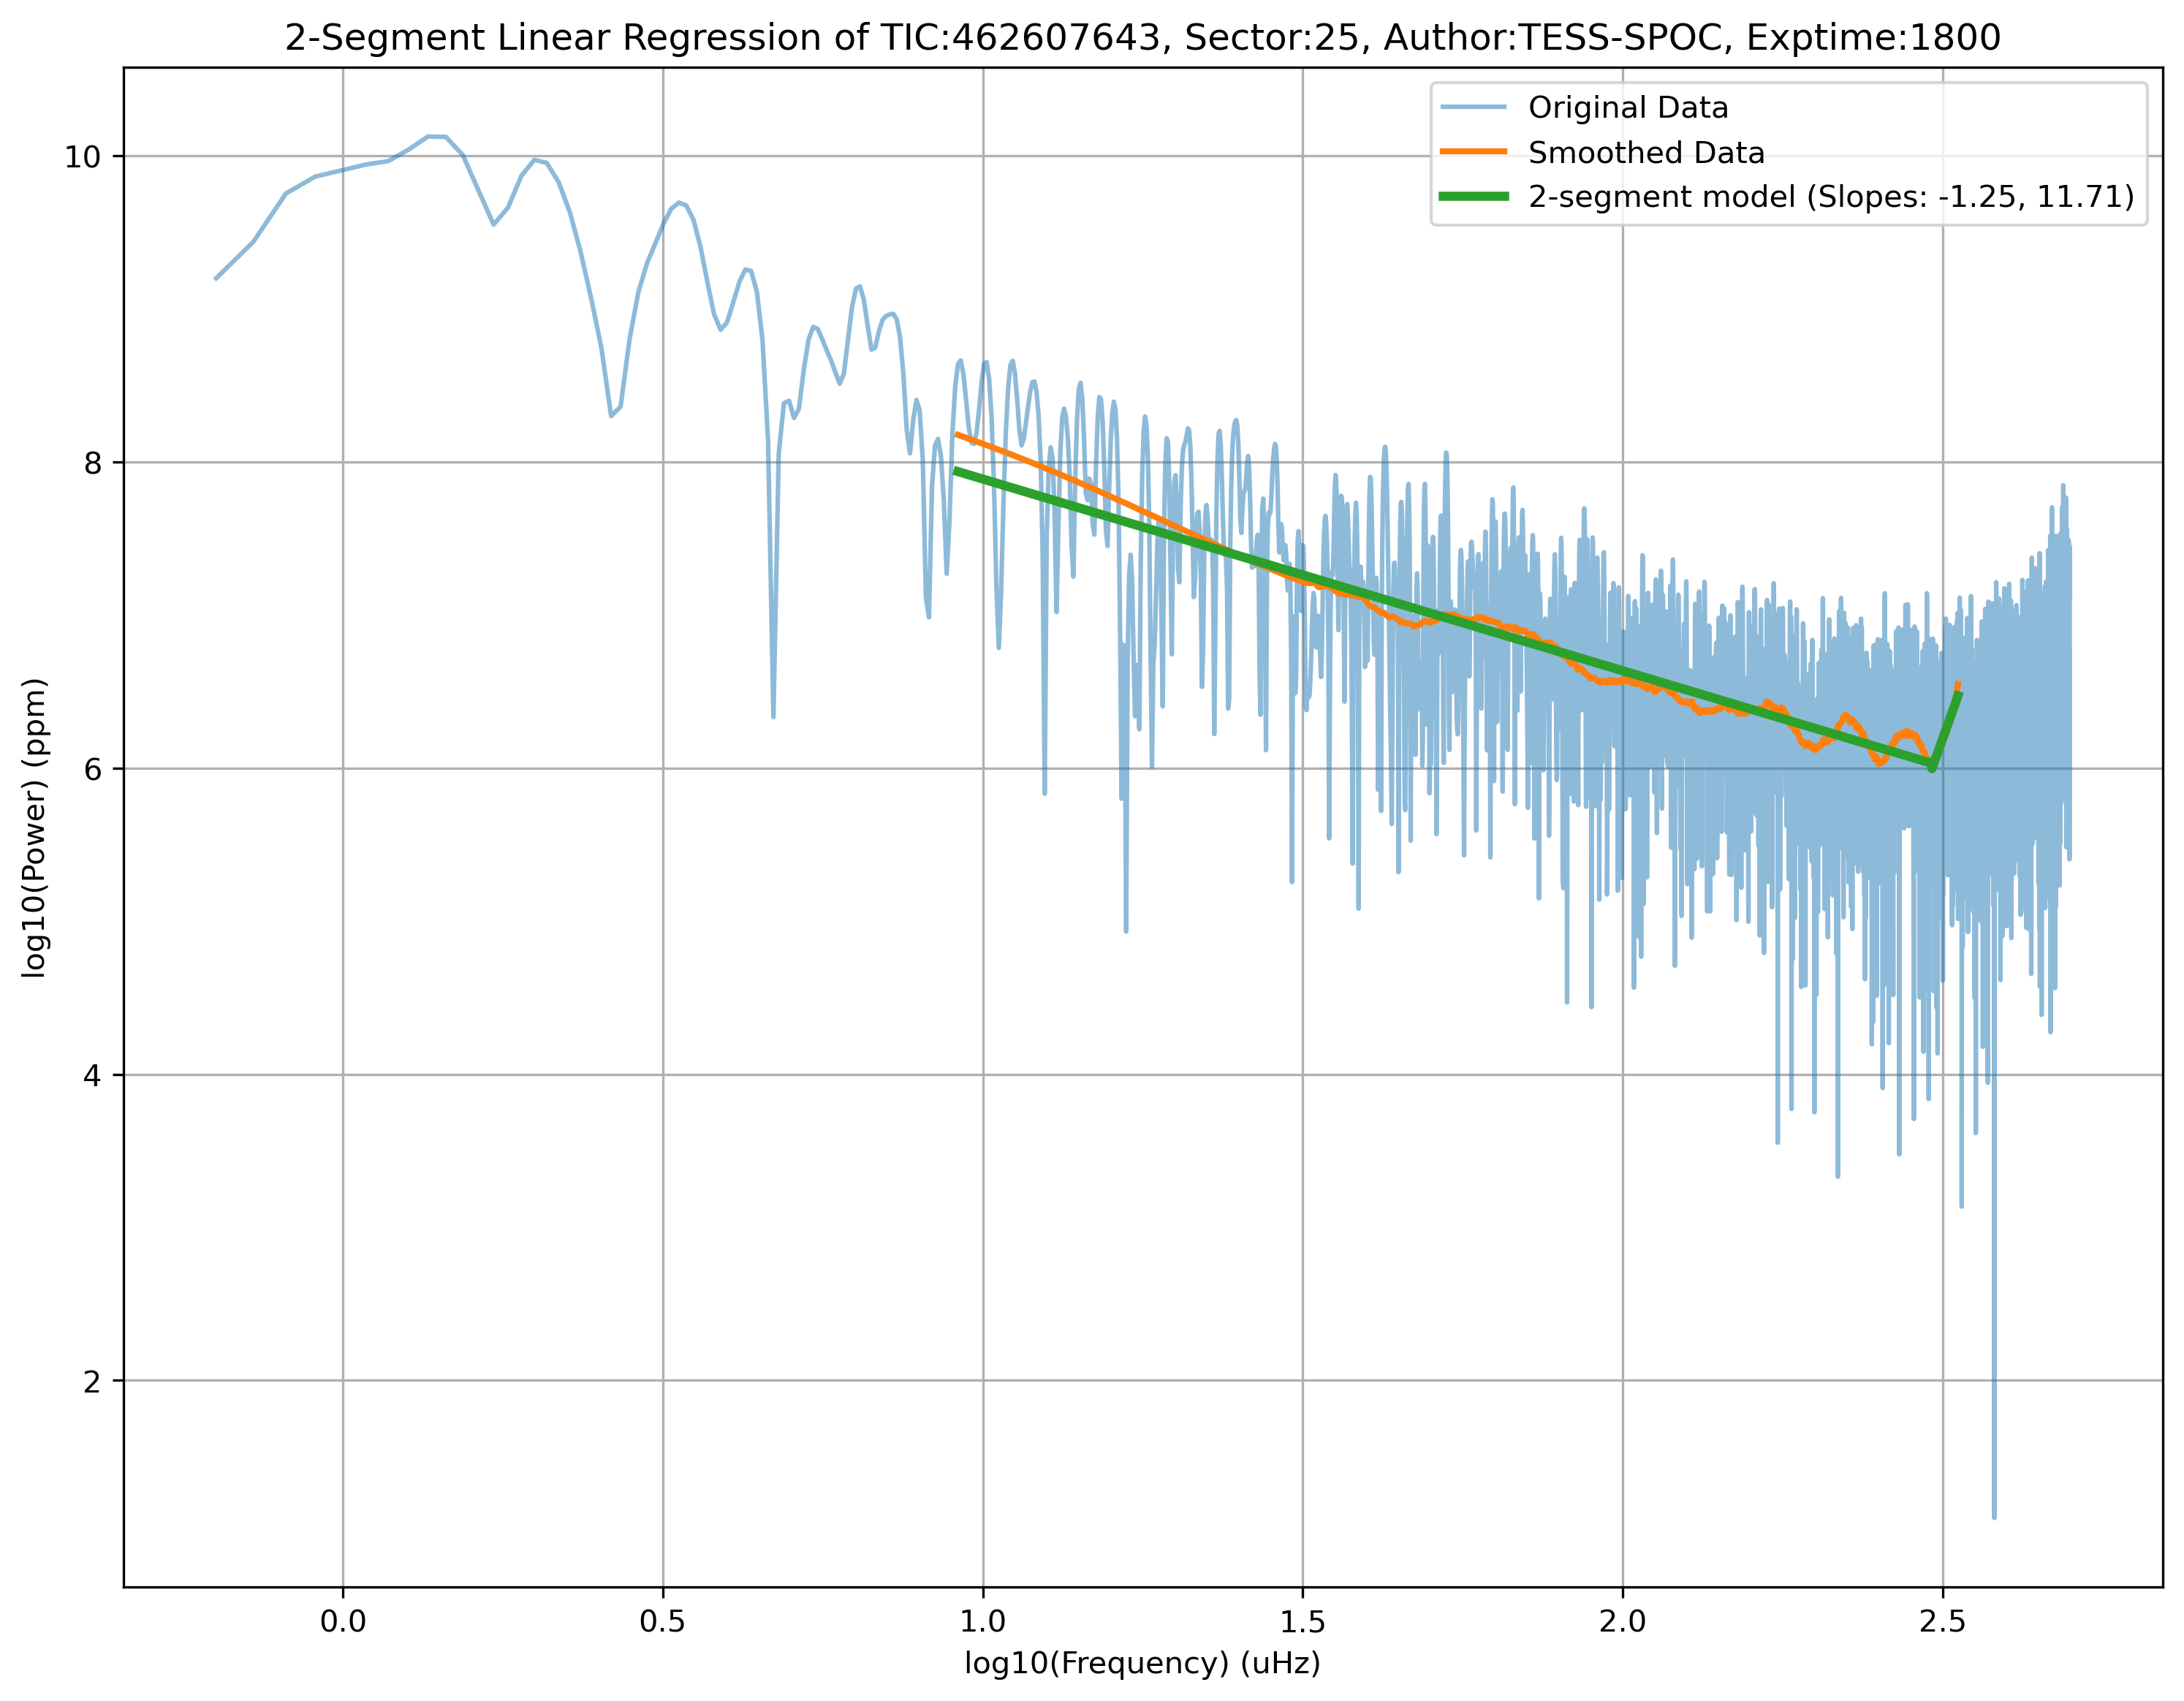 2-Segment Linear Regression of TIC:462607643, Sector:25, Author:TESS-SPOC, Exptime:1800
Original Data
Smoothed Data
2-segment model (Slopes: -1.25, 11.71)
10
8
6
4
2
log10(Power) (ppm)
0.0 0.5 1.0 1.5 2.0 2.5
log10(Frequency) (uHz)